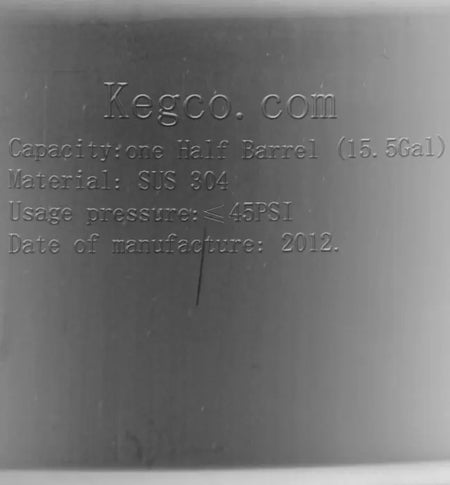 Kegco.com
Capacity:one Half Barrel (15.5Gal)
Material: SUS 304
Usage pressure:⩽45PSI
Date of manufacture: 2012.